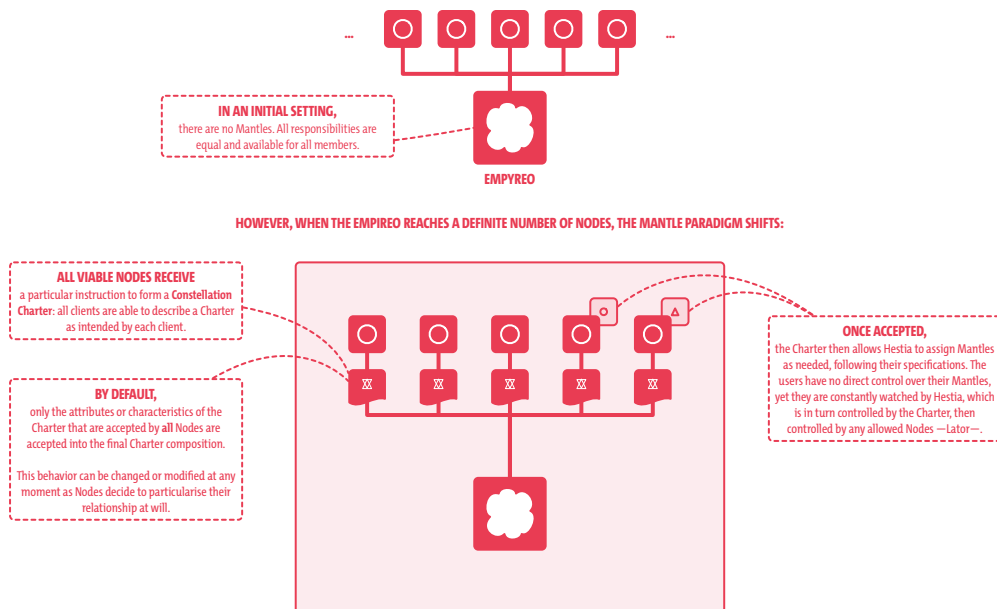 ...
...
IN AN INITIAL SETTING,
there are no Mantles. All responsibilities are
equal and available for all members.
EMPYREO
HOWEVER, WHEN THE EMPIREO REACHES A DEFINITE NUMBER OF NODES, THE MANTLE PARADIGM SHIFTS:
ALL VIABLE NODES RECEIVE
a particular instruction to form a Constellation
Charter: all clients are able to describe a Charter
as intended by each client.
BY DEFAULT,
only the attributes or characteristics of the
Charter that are accepted by all Nodes are
accepted into the final Charter composition.
This behavior can be changed or modified at any
moment as Nodes decide to particularise their
relationship at will.
ONCE ACCEPTED,
the Charter then allows Hestia to assign Mantles
as needed, following their specifications. The
users have no direct control over their Mantles,
yet they are constantly watched by Hestia, which
is in turn controlled by the Charter, then
controlled by any allowed Nodes —Lator—.